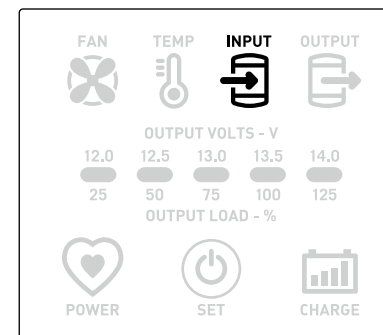 FAN TEMP INPUT OUTPUT
OUTPUT VOLTS - V
12.0 12.5 13.0 13.5 14.0
25 50 75 100 125
OUTPUT LOAD - %
POWER SET CHARGE